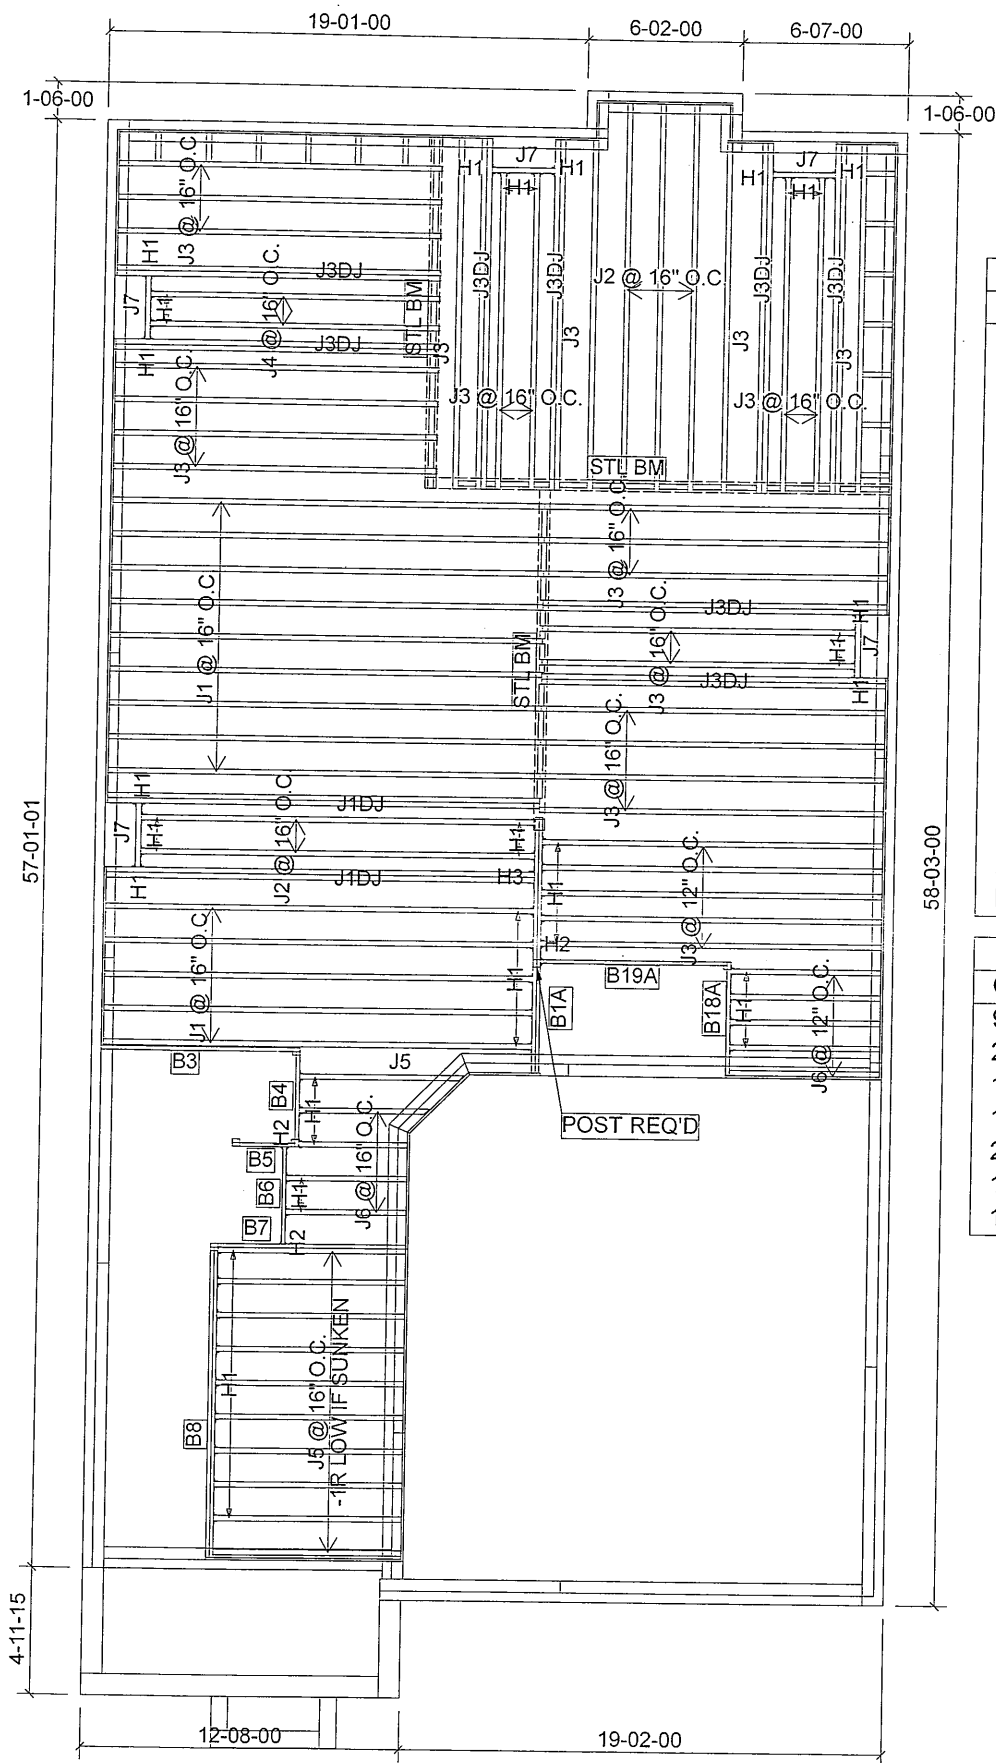 19-01-00
6-02-00
6-07-00
1-06-00
1-06-00
J3 @ 16" O.C
H1
J7
H1
H1
J7
H1
H1
H1
H1
J3DJ
J7
H1
J4 @ 16" O.C.
J3DJ
H1
STL BM
J3
J3DJ
J3DJ
J3
J2 @ 16" O.C
J3
J3DJ
J3DJ
J3
J3 @ 16" O.C.
J3 @ 16" O.C.
J3 @ 16" O.C.
STL BM
J1 @ 16" O.C
J3 @ 16" O.C.
J3DJ
H1
J7
H1
H1
J3 @ 16" O.C.
J3DJ
STL BM
J3 @ 16" O.C.
57-01-01
58-03-00
H1
J7
H1
H1
J1DJ
J2 @ 16" O.C.
J1DJ
H1
H3
H1
J3 @ 12" O.C.
H2
J1 @ 16" O.C
H1
B19A
B1A
B18A
H1
J6 @ 12" O.C.
B3
J5
B4
H1
H2
POST REQ'D
B5
B6
H1
J6 @ 16" O.C.
B7
H2
H1
B8
J5 @ 16" O.C.
-1R LOW IF SUNKEN
4-11-15
12-08-00
19-02-00